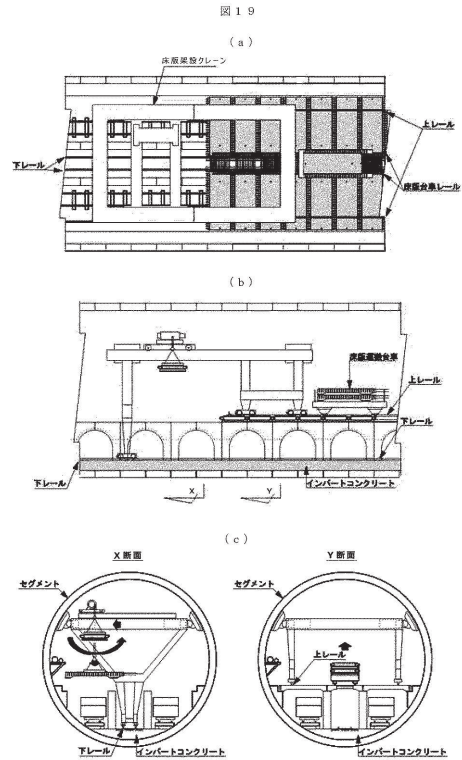 図１９
（ａ）
床版架設クレーン
上レール
下レール
床版台車レール
（ｂ）
床版運搬台車
上レール
下レール
下レール
インバートコンクリート
X
Y
（ｃ）
X断面
Y断面
セグメント
セグメント
上レール
下レール
インバートコンクリート
インバートコンクリート